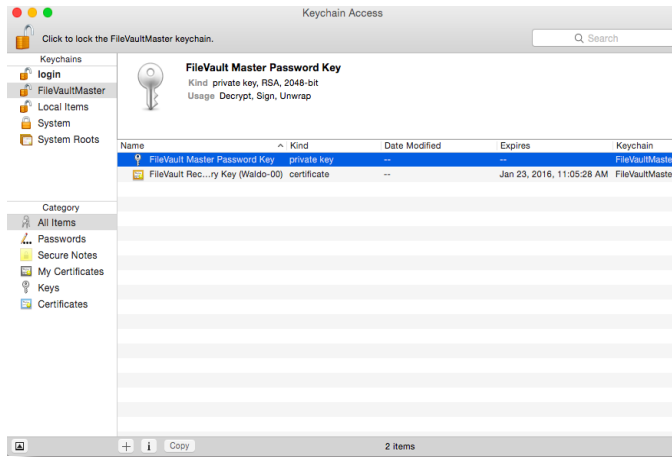 Keychain Access
Click to lock the FileVaultMaster keychain.
Search
Keychains
login
FileVaultMaster
Local Items
System
System Roots
FileVault Master Password Key
Kind private key, RSA, 2048-bit
Usage Decrypt, Sign, Unwrap
Name Kind Date Modified Expires Keychain
FileVault Master Password Key private key -- -- FileVaultMaste
FileVault Rec...ry Key (Waldo-00) certificate -- Jan 23, 2016, 11:05:28 AM FileVaultMaste
Category
All Items
Passwords
Secure Notes
My Certificates
Keys
Certificates
Copy
2 items